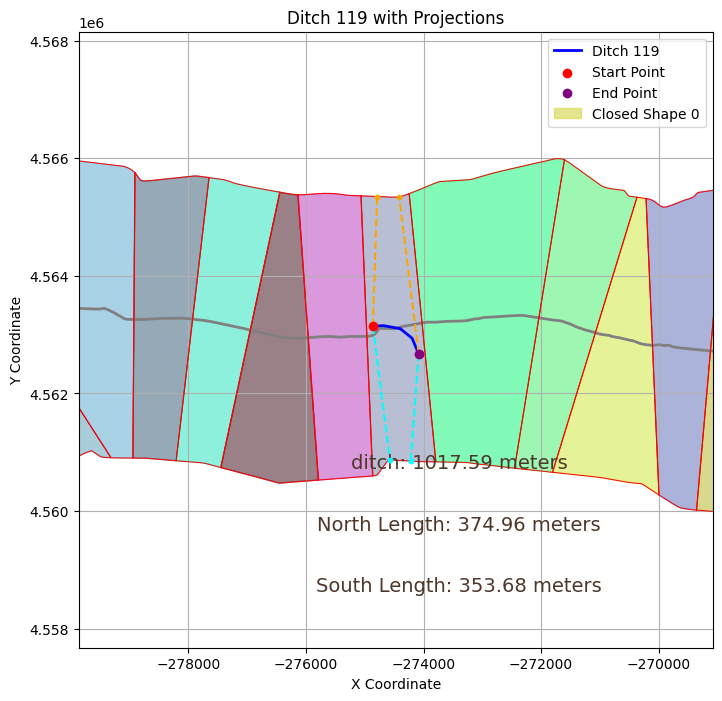 Ditch 119 with Projections
1e6
Ditch 119
Start Point
End Point
Closed Shape 0
4.568
4.566
4.564
4.562
4.560
4.558
Y Coordinate
ditch: 1017.59 meters
North Length: 374.96 meters
South Length: 353.68 meters
−278000
−276000
−274000
−272000
−270000
X Coordinate